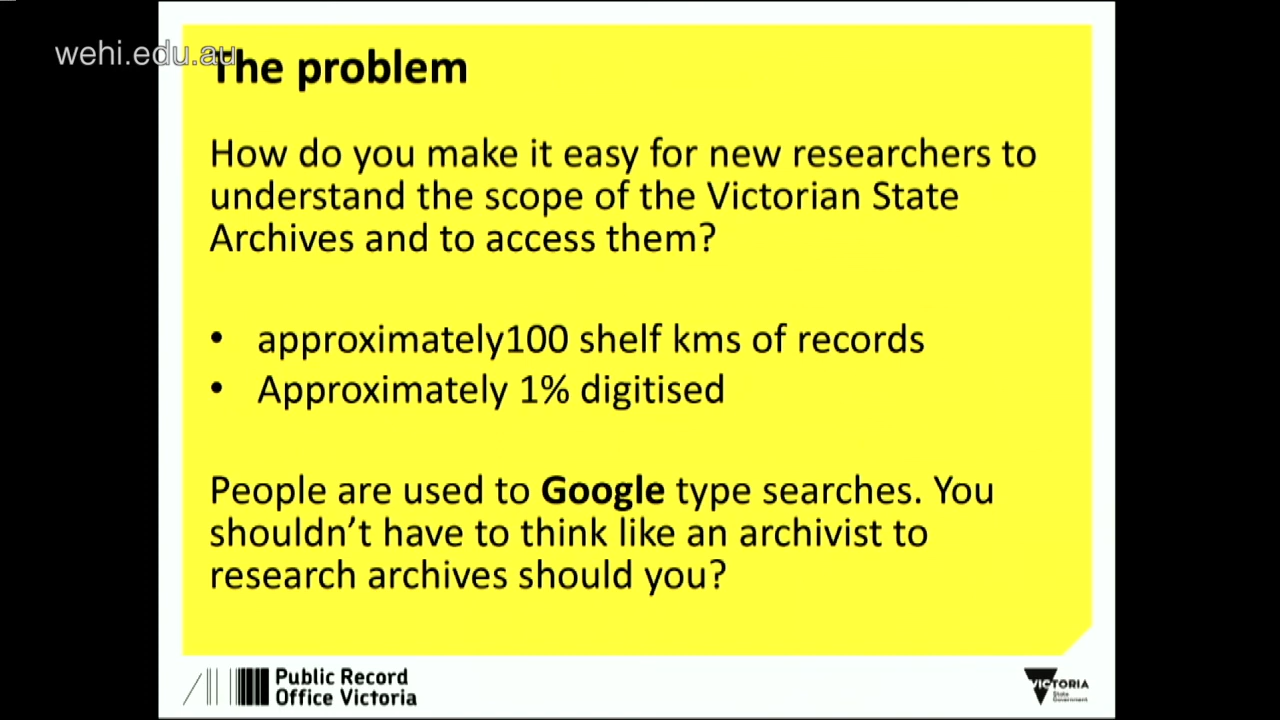 wehi.edu.au
The problem
How do you make it easy for new researchers to
understand the scope of the Victorian State
Archives and to access them?
• approximately100 shelf kms of records
• Approximately 1% digitised
People are used to Google type searches. You
shouldn’t have to think like an archivist to
research archives should you?
Public Record
Office Victoria
VICTORIA
State
Government